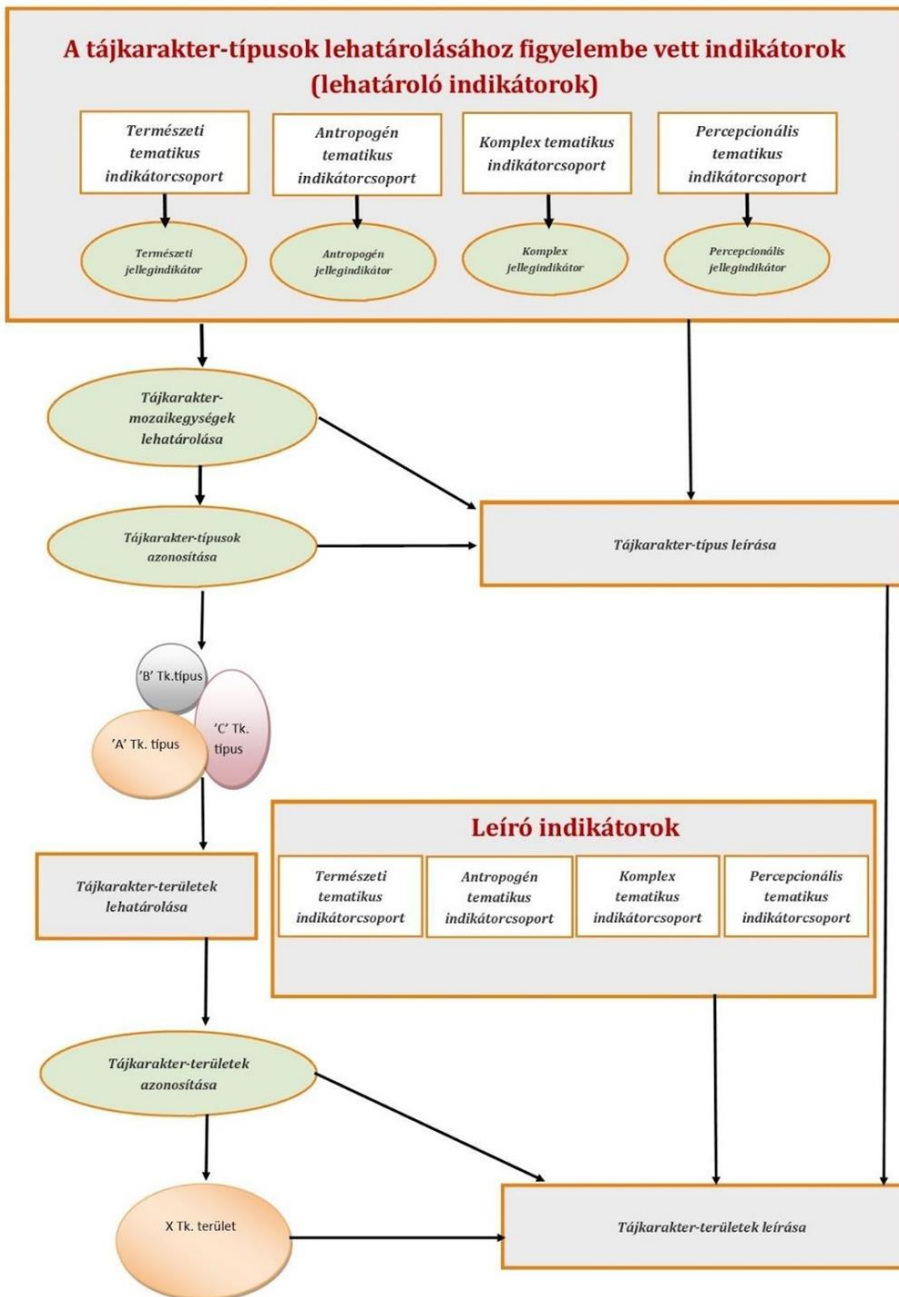 A tájkarakter-típusok lehatárolásához figyelembe vett indikátorok
(lehatároló indikátorok)
Természeti
tematikus
indikátorcsoport
Antropogén
tematikus
indikátorcsoport
Komplex tematikus
indikátorcsoport
Percepcionális
tematikus
indikátorcsoport
Természeti
jellegindikátor
Antropogén
jellegindikátor
Komplex
jellegindikátor
Percepcionális
jellegindikátor
Tájkarakter-
mozaikegységek
lehatárolása
Tájkarakter-típusok
azonosítása
Tájkarakter-típus leírása
'B' Tk.típus
'A' Tk. típus
'C' Tk.
típus
Leíró indikátorok
Természeti
tematikus
indikátorcsoport
Antropogén
tematikus
indikátorcsoport
Komplex
tematikus
indikátorcsoport
Percepcionális
tematikus
indikátorcsoport
Tájkarakter-területek
lehatárolása
Tájkarakter-területek
azonosítása
X Tk. terület
Tájkarakter-területek leírása